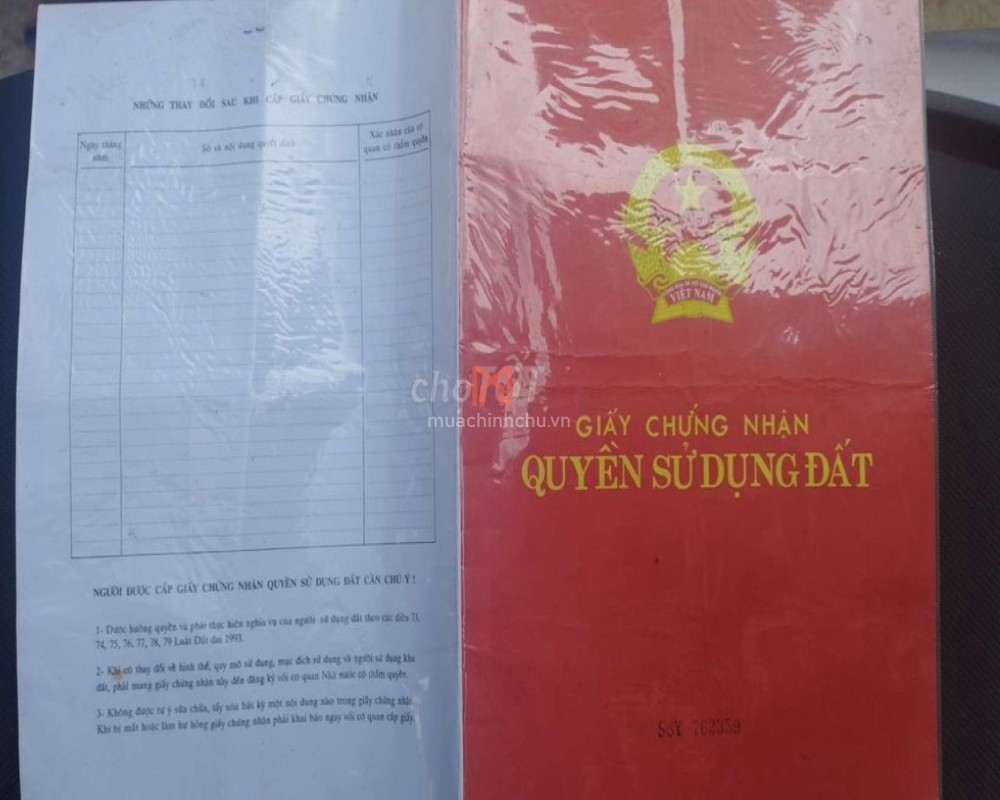 NHỮNG THAY ĐỔI SAU KHI CẤP GIẤY CHỨNG NHẬN
Ngày tháng năm
Số và nội dung quyết định
Xác nhận của cơ
quan có thẩm quyền
NGƯỜI ĐƯỢC CẤP GIẤY CHỨNG NHẬN QUYỀN SỬ DỤNG ĐẤT CẦN CHÚ Ý !
1- Được hưởng quyền và phải thực hiện nghĩa vụ của người sử dụng đất theo các điều 73,
74, 75, 76, 77, 78, 79 Luật Đất đai 1993.
2- Khi có thay đổi về hình thể, quy mô sử dụng, mục đích sử dụng và người sử dụng khu
đất, phải mang giấy chứng nhận này đến đăng ký với cơ quan Nhà nước có thẩm quyền.
3- Không được tự ý sửa chữa, tẩy xóa bất kỳ một nội dung nào trong giấy chứng nhận.
Khi bị mất hoặc làm hư hỏng giấy chứng nhận phải khai báo ngay với cơ quan cấp giấy.
VIỆT NAM
chợTỐT
muachinhchu.vn
GIẤY CHỨNG NHẬN
QUYỀN SỬ DỤNG ĐẤT
762359